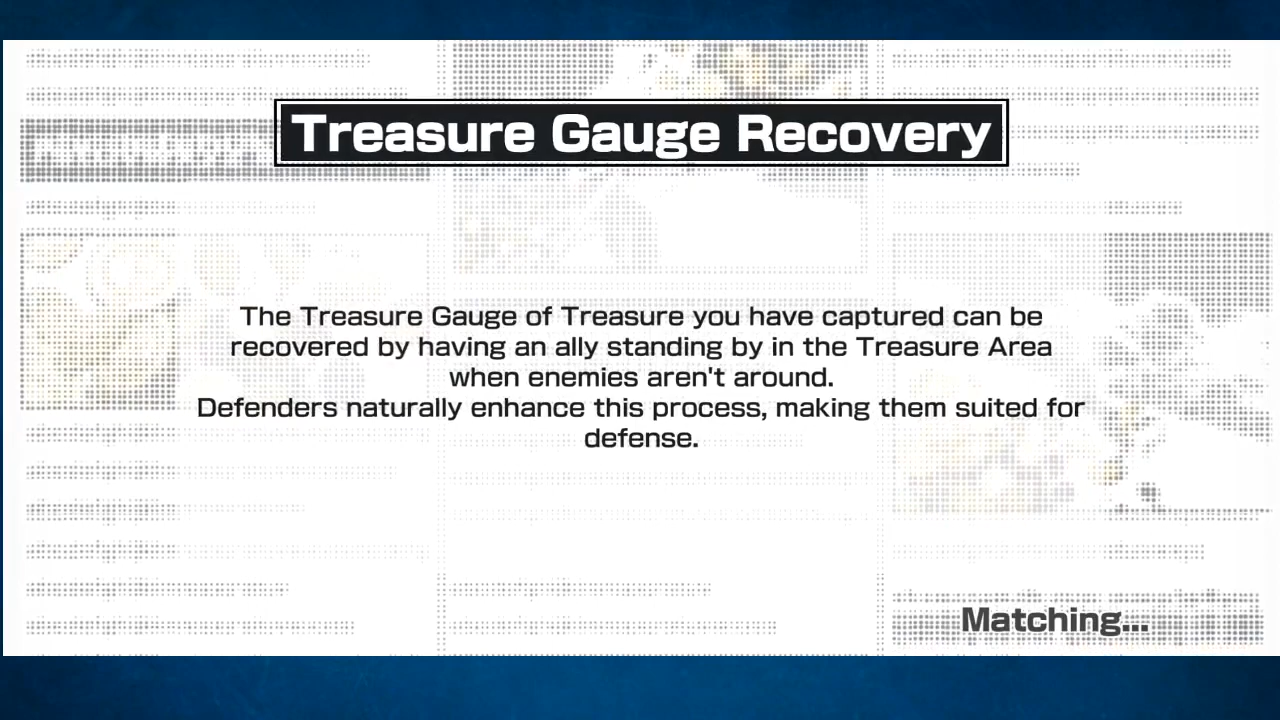 Treasure Gauge Recovery
The Treasure Gauge of Treasure you have captured can be
recovered by having an ally standing by in the Treasure Area
when enemies aren't around.
Defenders naturally enhance this process, making them suited for
defense.
Matching...